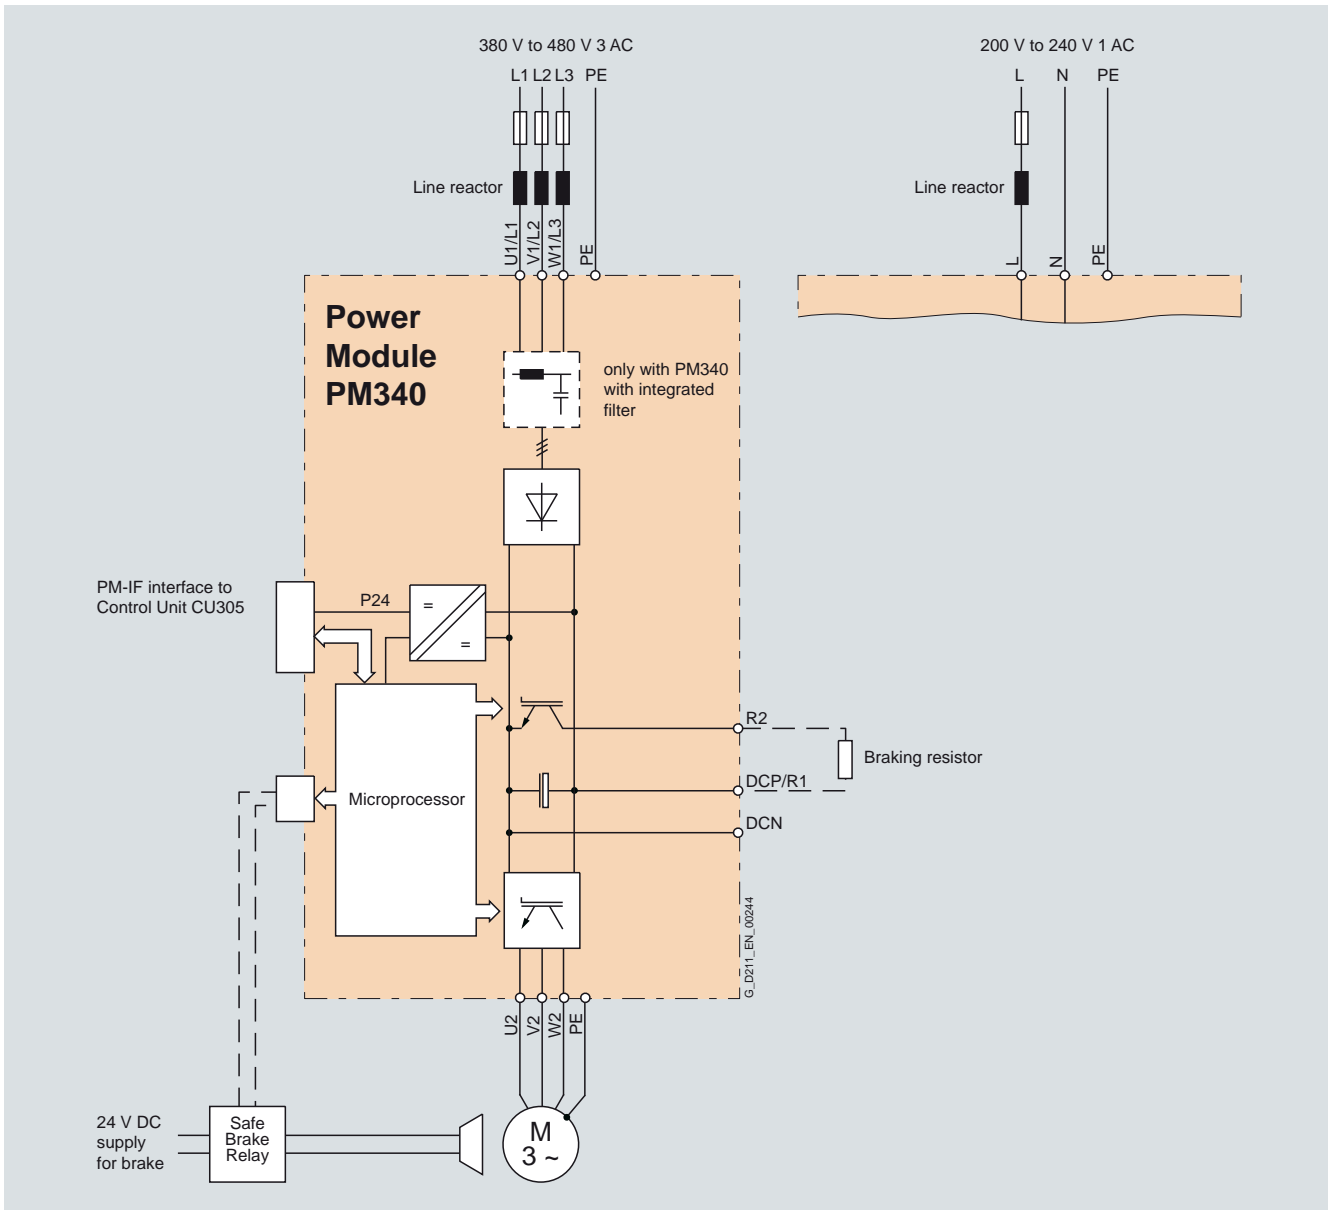 380 V to 480 V 3 AC
L1 L2 L3 PE
200 V to 240 V 1 AC
L N PE
Line reactor
Line reactor
U1/L1
V1/L2
W1/L3
PE
L
N
PE
Power
Module
PM340
only with PM340
with integrated
filter
PM-IF interface to
Control Unit CU305
P24
=
=
R2
Braking resistor
DCP/R1
Microprocessor
DCN
G_D211_EN_00244
U2
V2
W2
PE
24 V DC
supply
for brake
Safe
Brake
Relay
M
3 ~